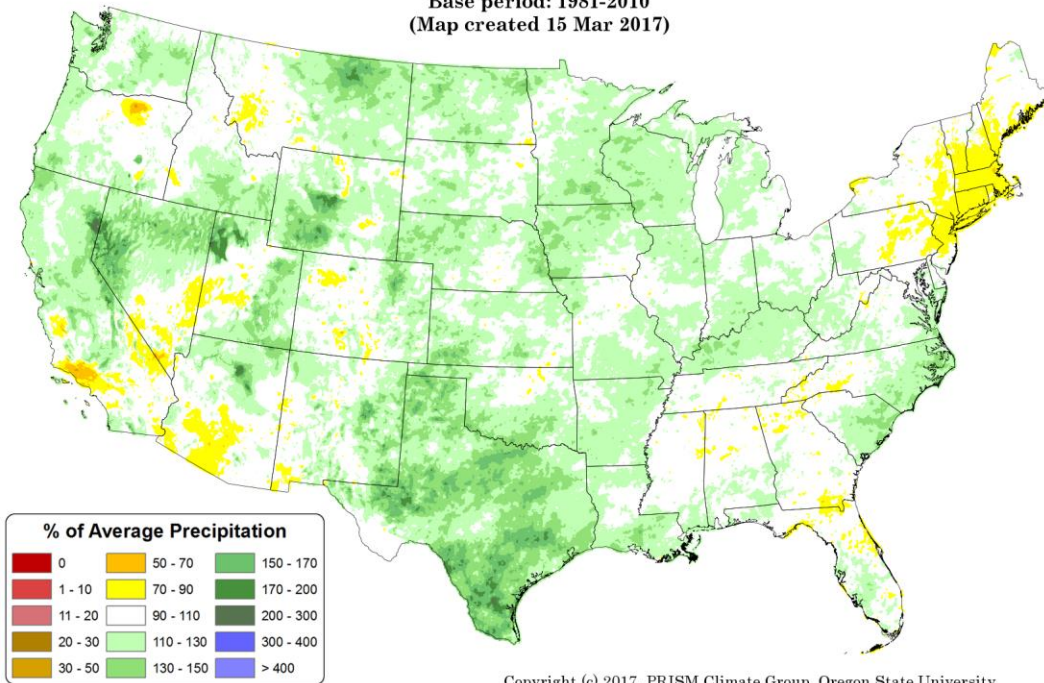 Base period: 1981-2010
(Map created 15 Mar 2017)
% of Average Precipitation
0
50 - 70
150 - 170
1 - 10
70 - 90
170 - 200
11 - 20
90 - 110
200 - 300
20 - 30
110 - 130
300 - 400
30 - 50
130 - 150
> 400
Copyright (c) 2017, PRISM Climate Group, Oregon State University